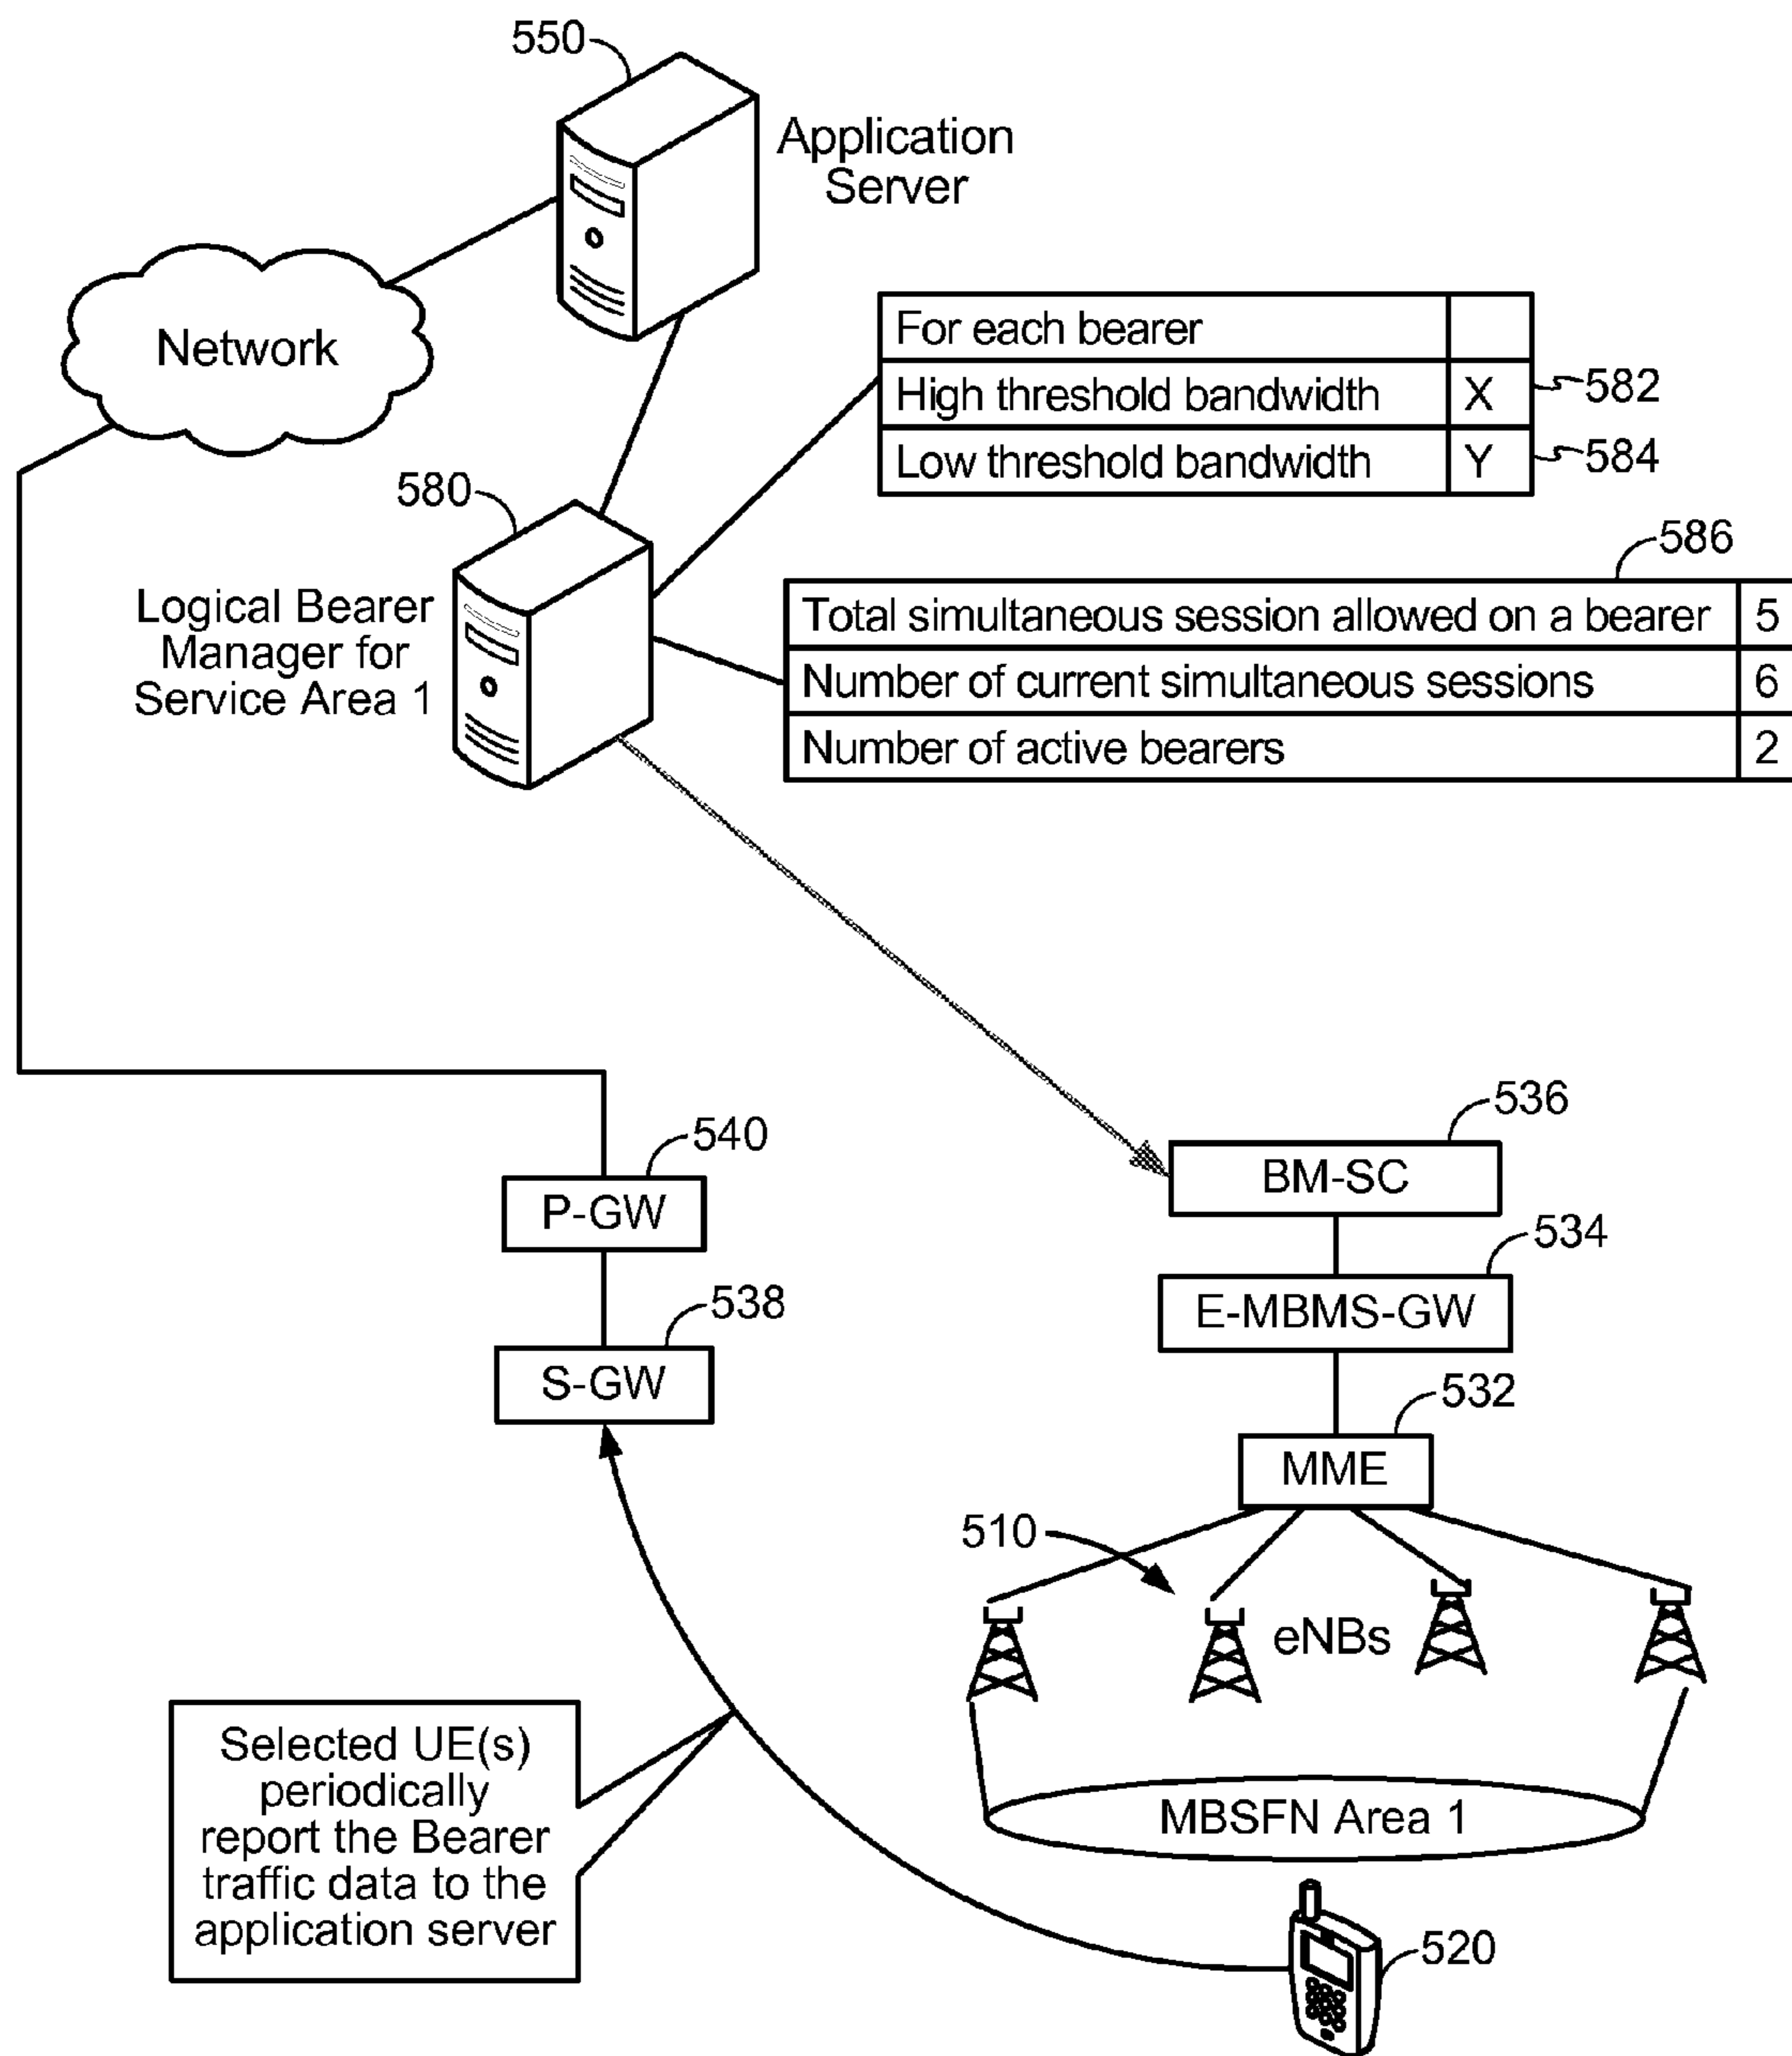 550
Application
Server
Network
For each bearer
High threshold bandwidth X
582
Low threshold bandwidth Y
584
580
Logical Bearer
Manager for
Service Area 1
586
Total simultaneous session allowed on a bearer 5
Number of current simultaneous sessions 6
Number of active bearers 2
536
BM-SC
540
P-GW
534
E-MBMS-GW
538
S-GW
532
MME
510
eNBs
Selected UE(s)
periodically
report the Bearer
traffic data to the
application server
MBSFN Area 1
520